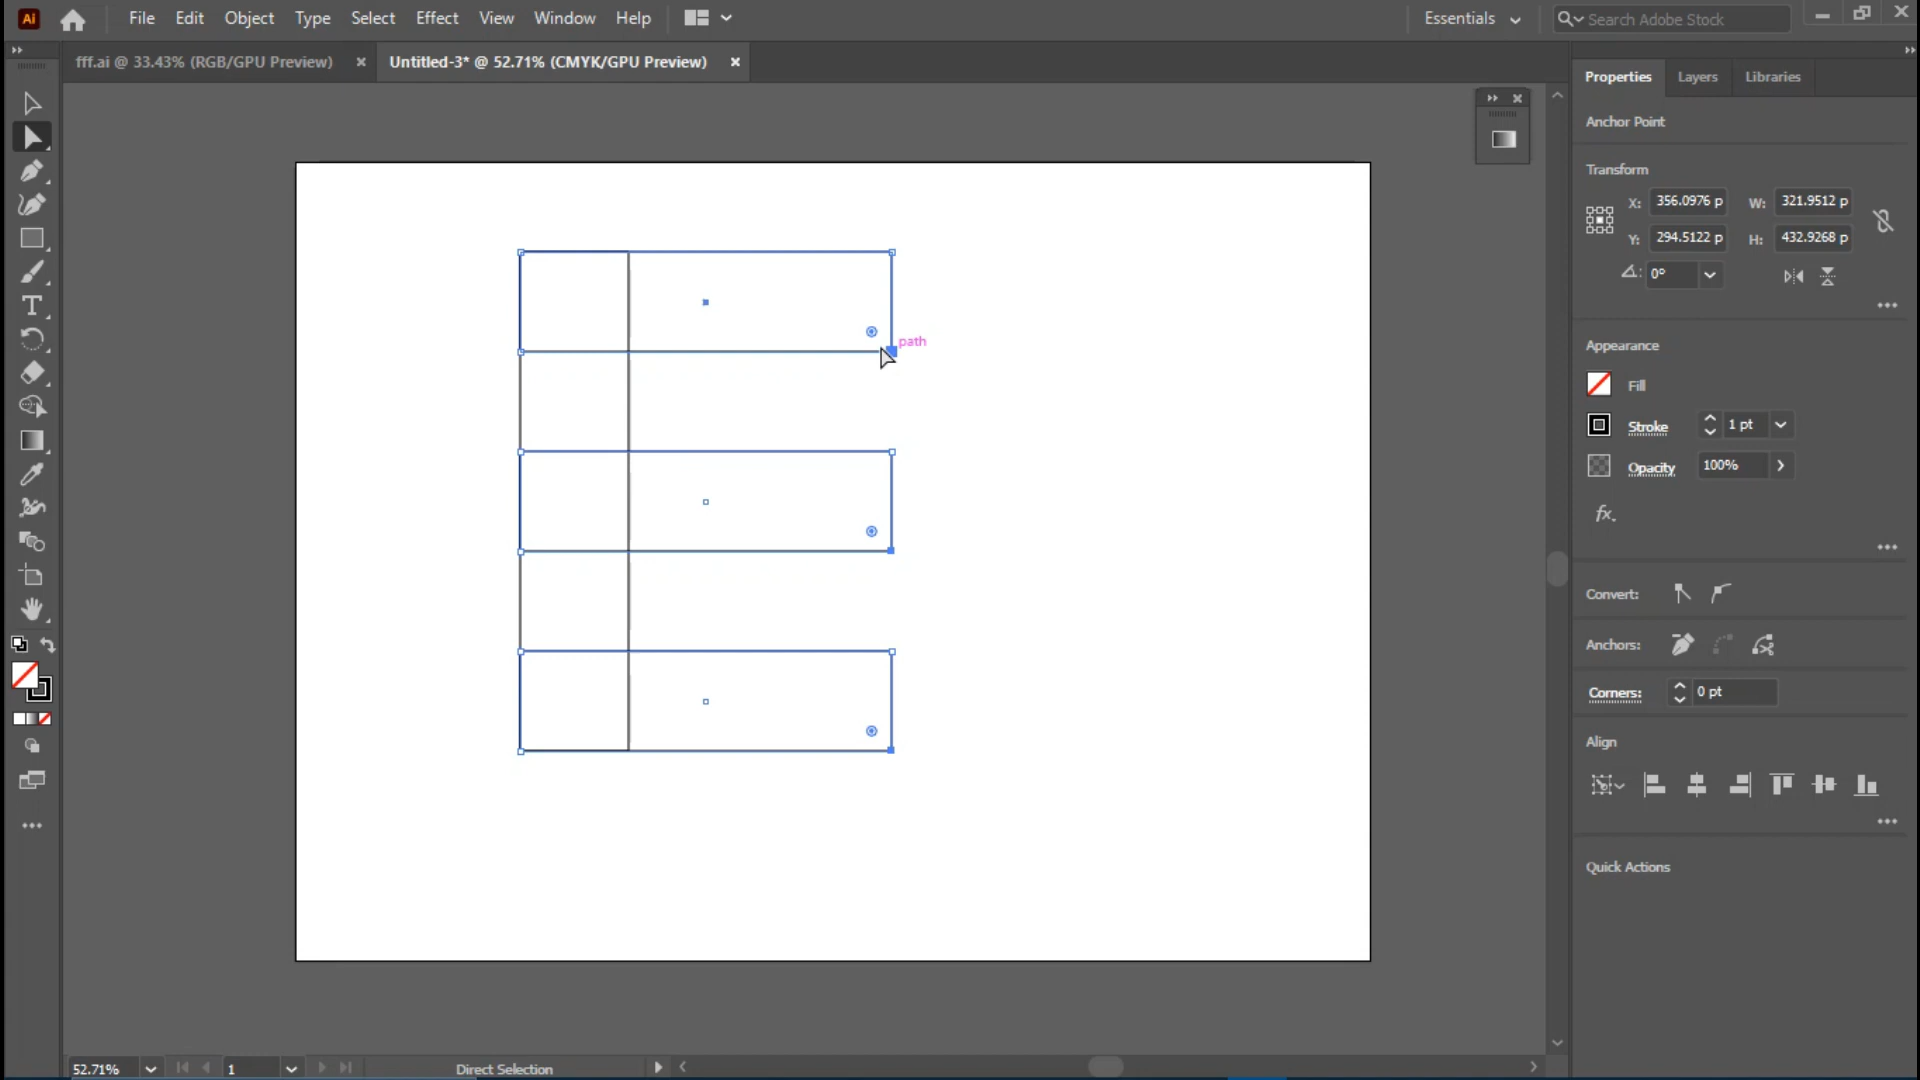 Ai File Edit Object Type Select Effect View Window Help Essentials Search Adobe Stock
fff.ai @ 33.43% (RGB/GPU Preview) Untitled-3* @ 52.71% (CMYK/GPU Preview)
Properties Layers Libraries
Anchor Point
Transform
X: 356.0976 p W: 321.9512 p
Y: 294.5122 p H: 432.9268 p
0°
path
Appearance
Fill
Stroke 1 pt
Opacity 100%
fx.
Convert:
Anchors:
Corners: 0 pt
Align
Quick Actions
52.71% 1 Direct Selection